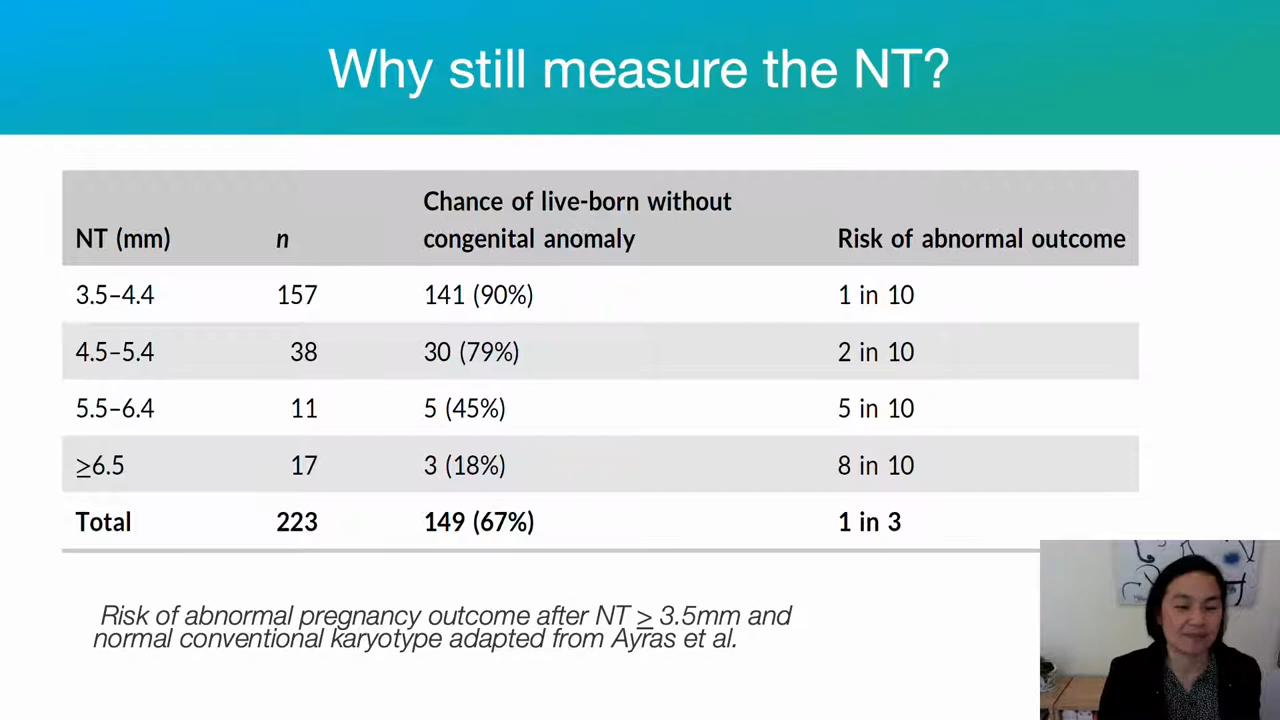 Why still measure the NT?
Chance of live-born without
NT (mm) n congenital anomaly Risk of abnormal outcome
3.5–4.4 157 141 (90%) 1 in 10
4.5–5.4 38 30 (79%) 2 in 10
5.5–6.4 11 5 (45%) 5 in 10
≥6.5 17 3 (18%) 8 in 10
Total 223 149 (67%) 1 in 3
Risk of abnormal pregnancy outcome after NT ≥ 3.5mm and
normal conventional karyotype adapted from Ayras et al.